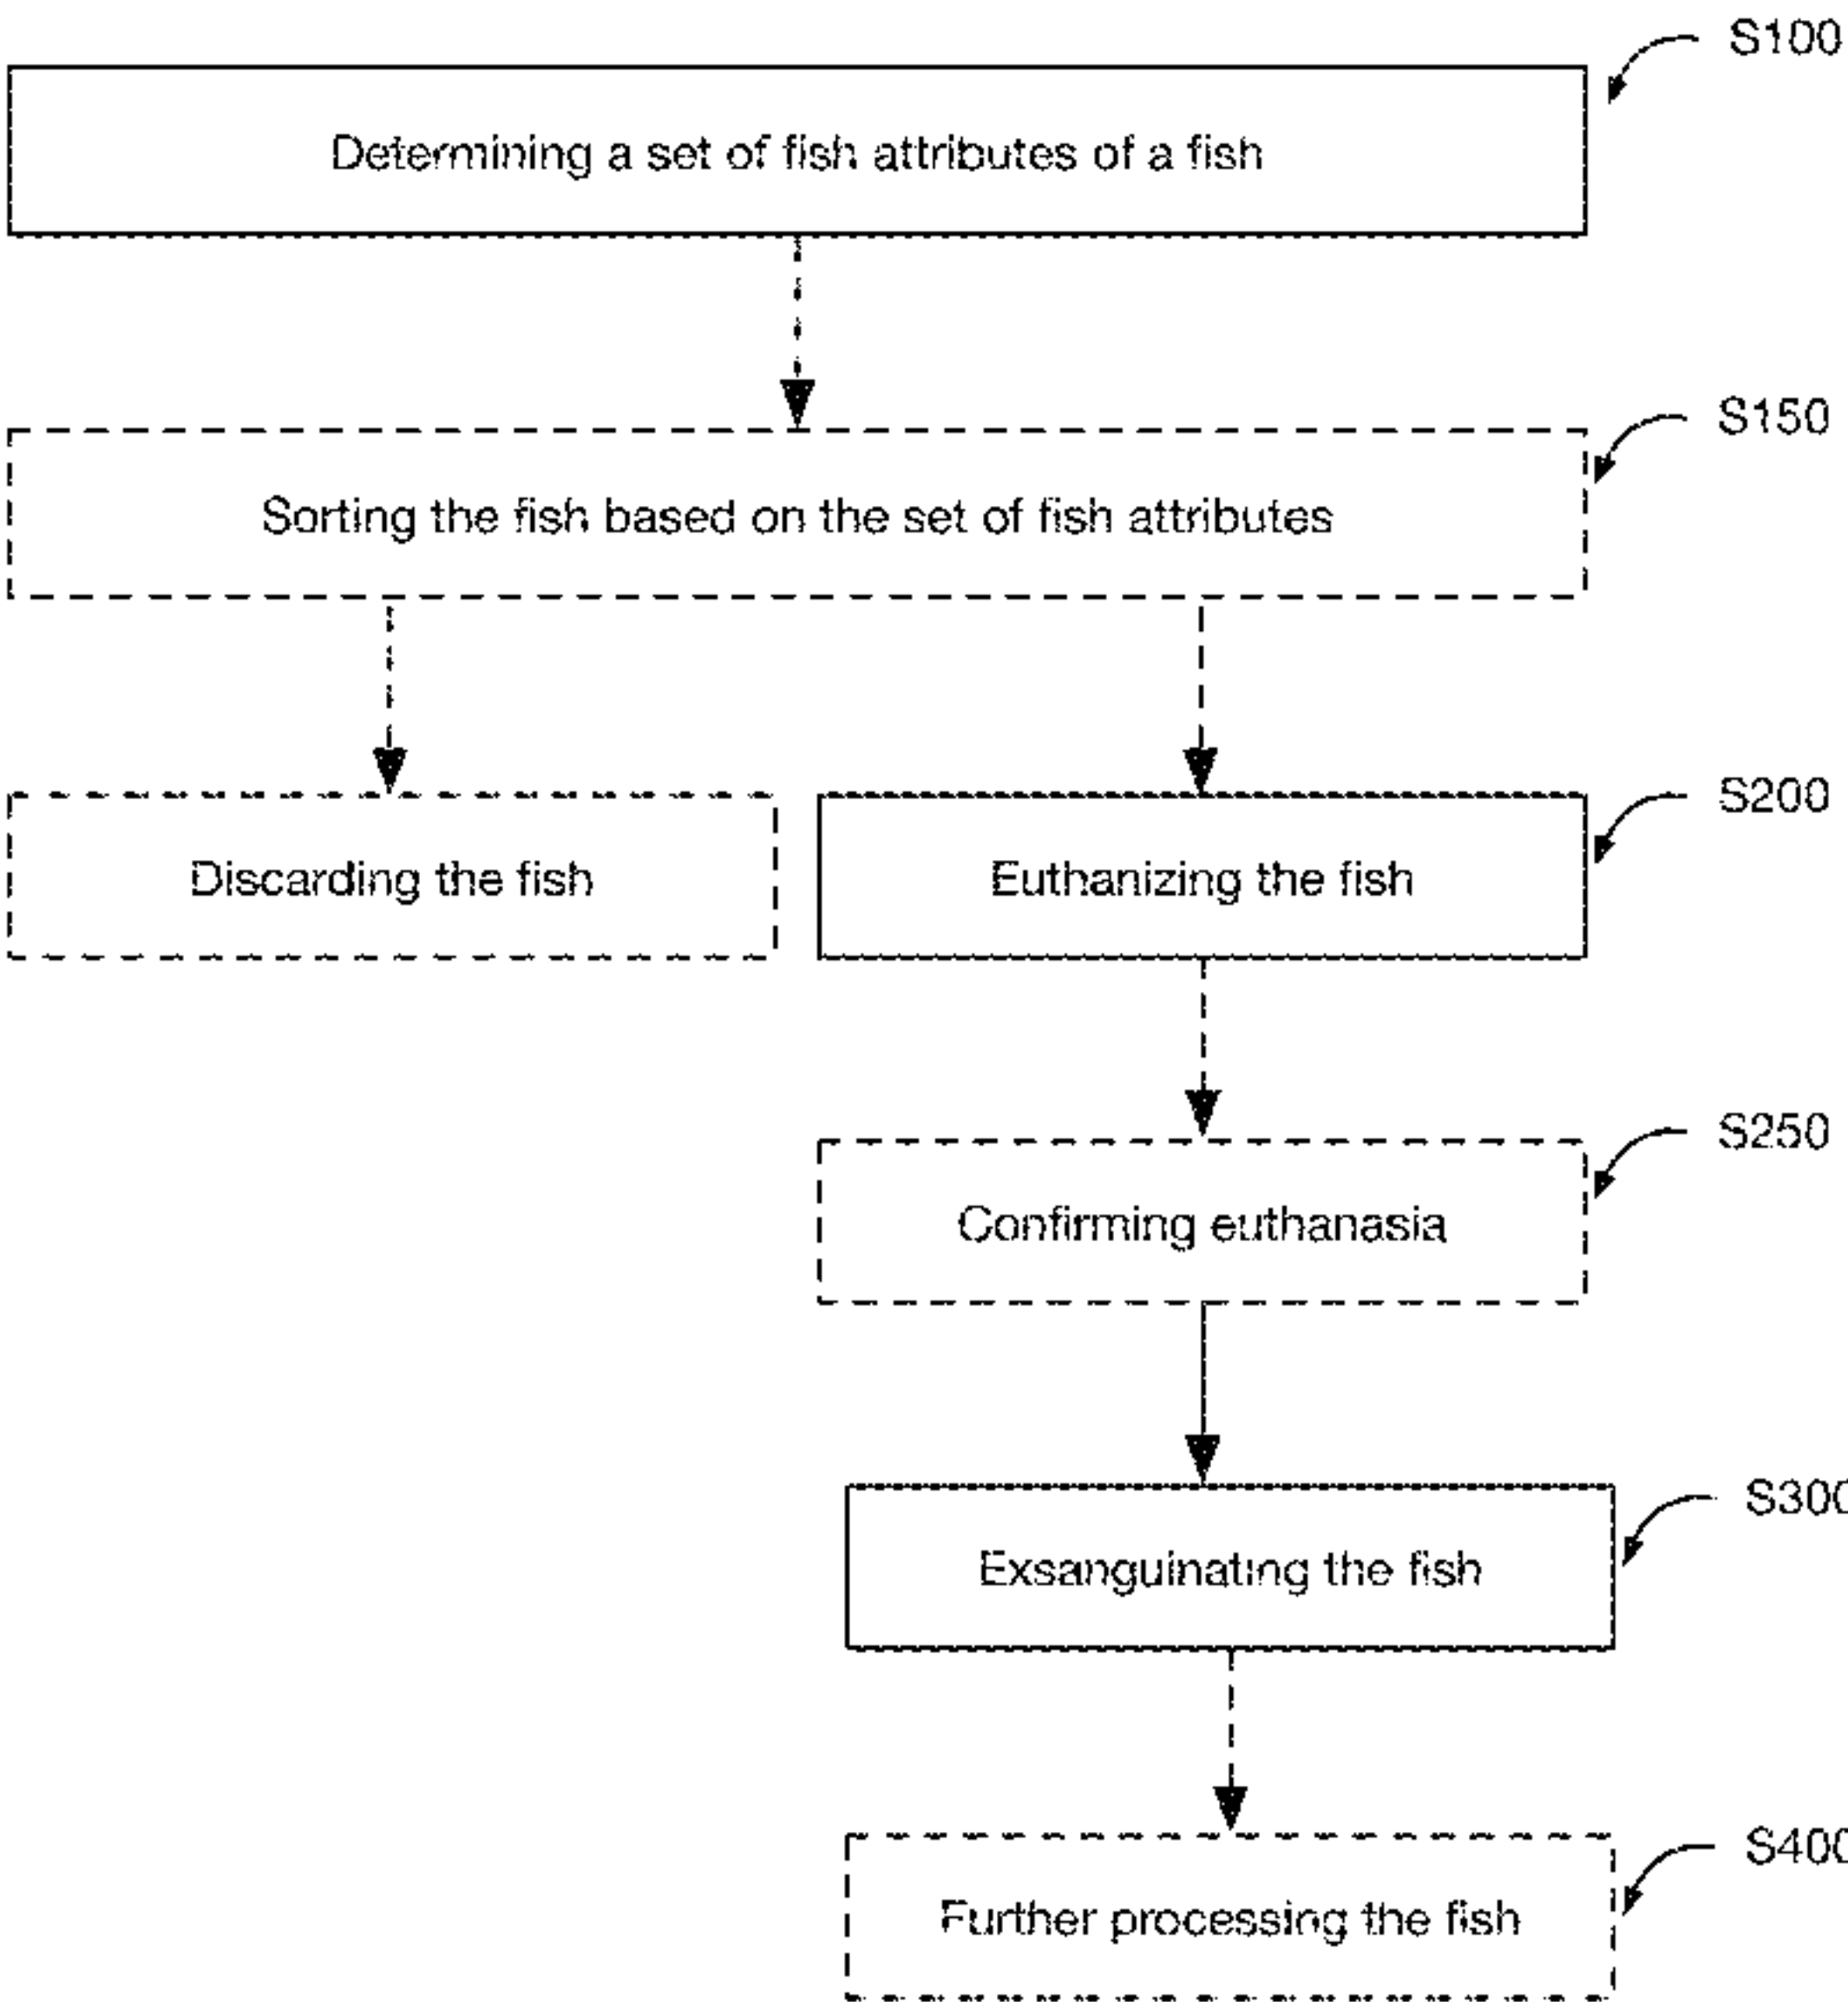 S100
Determining a set of fish attributes of a fish
S150
Sorting the fish based on the set of fish attributes
S200
Discarding the fish
Euthanizing the fish
S250
Confirming euthanasia
S300
Exsanguinating the fish
S400
Further processing the fish